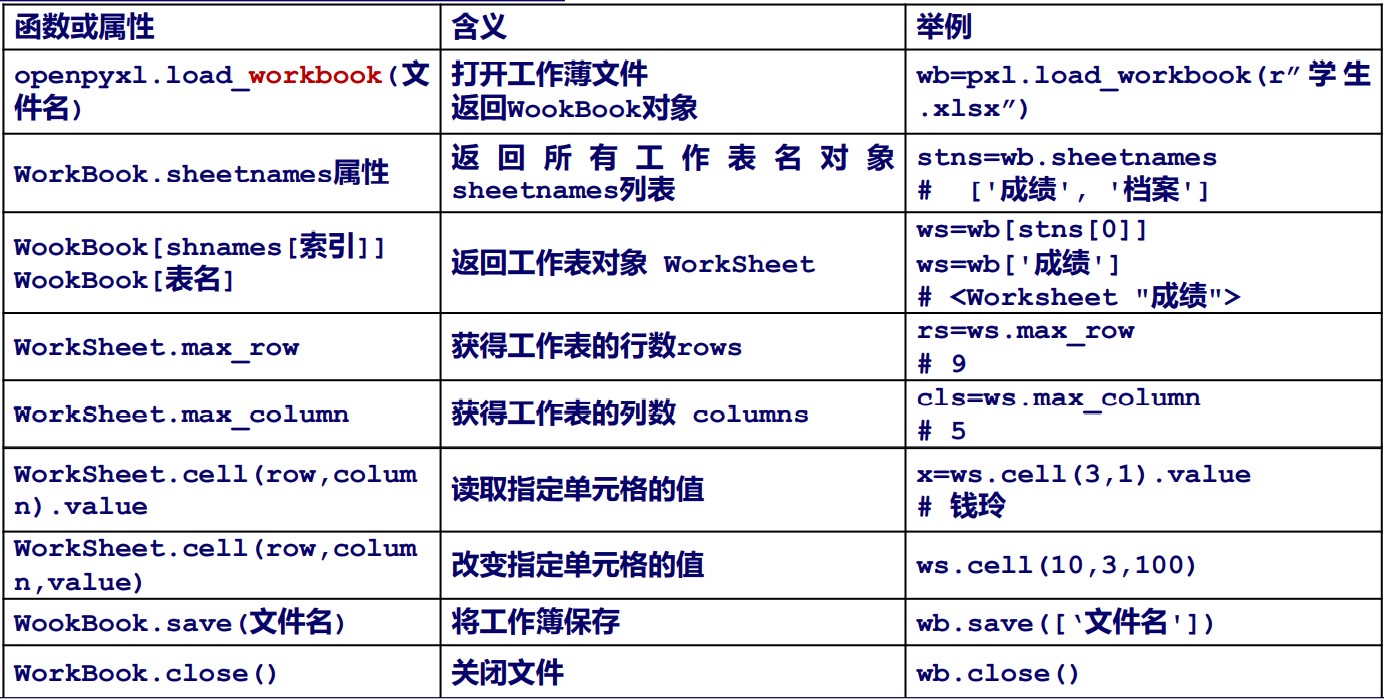 函数或属性
含义
举例
openpyxl.load_workbook(文
件名)
打开工作薄文件
返回WookBook对象
wb=pxl.load_workbook(r”学生
.xlsx”)
WorkBook.sheetnames属性
返回所有工作表名对象
sheetnames列表
stns=wb.sheetnames
# ['成绩', '档案']
WookBook[shnames[索引]]
WookBook[表名]
返回工作表对象 WorkSheet
ws=wb[stns[0]]
ws=wb['成绩']
# <Worksheet "成绩">
WorkSheet.max_row
获得工作表的行数rows
rs=ws.max_row
# 9
WorkSheet.max_column
获得工作表的列数 columns
cls=ws.max_column
# 5
WorkSheet.cell(row,colum
n).value
读取指定单元格的值
x=ws.cell(3,1).value
# 钱玲
WorkSheet.cell(row,colum
n,value)
改变指定单元格的值
ws.cell(10,3,100)
WookBook.save(文件名)
将工作簿保存
wb.save([‘文件名'])
WorkBook.close()
关闭文件
wb.close()